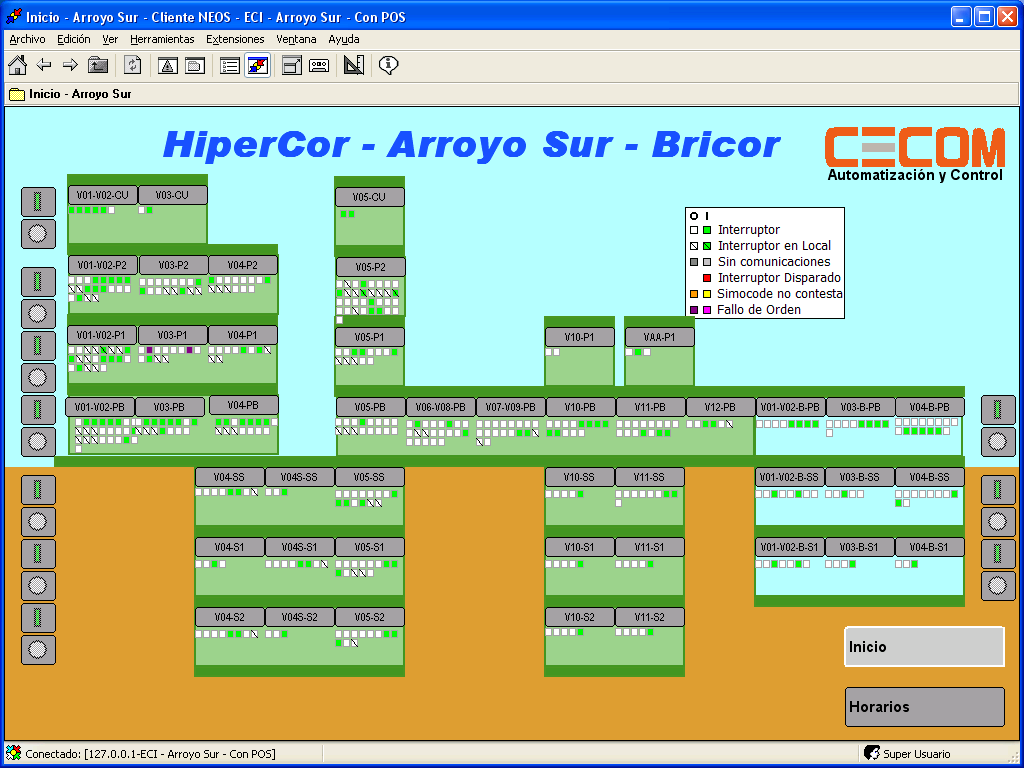 Inicio - Arroyo Sur - Cliente NEOS - ECI - Arroyo Sur - Con POS
Archivo Edición Ver Herramientas Extensiones Ventana Ayuda
Inicio - Arroyo Sur
HiperCor - Arroyo Sur - Bricor
CECOM
Automatización y Control
V01-V02-CU V03-CU V05-CU
O I
Interruptor
Interruptor en Local
Sin comunicaciones
Interruptor Disparado
Simocode no contesta
Fallo de Orden
V01-V02-P2 V03-P2 V04-P2 V05-P2
V01-V02-P1 V03-P1 V04-P1 V05-P1 V10-P1 VAA-P1
V01-V02-PB V03-PB V04-PB V05-PB V06-V08-PB V07-V09-PB V10-PB V11-PB V12-PB V01-V02-B-PB V03-B-PB V04-B-PB
V04-SS V04S-SS V05-SS V10-SS V11-SS V01-V02-B-SS V03-B-SS V04-B-SS
V04-S1 V04S-S1 V05-S1 V10-S1 V11-S1 V01-V02-B-S1 V03-B-S1 V04-B-S1
V04-S2 V04S-S2 V05-S2 V10-S2 V11-S2
Inicio
Horarios
Conectado: [127.0.0.1-ECI - Arroyo Sur - Con POS] Super Usuario